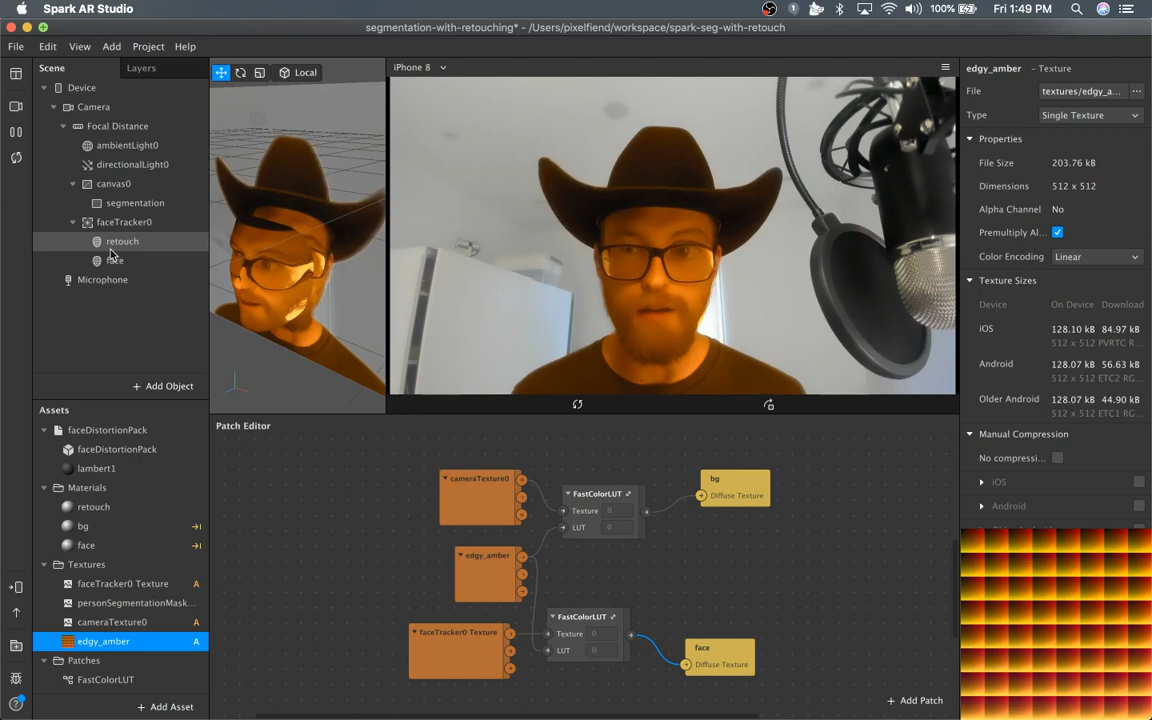 Spark AR Studio
100%
Fri 1:49 PM
segmentation-with-retouching* - /Users/pixelfiend/workspace/spark-seg-with-retouch
File Edit View Add Project Help
Scene
Layers
Device
Camera
Focal Distance
ambientLight0
directionalLight0
canvas0
segmentation
faceTracker0
retouch
Microphone
+ Add Object
Assets
faceDistortionPack
faceDistortionPack
lambert1
Materials
retouch
bg
face
Textures
faceTracker0 Texture A
personSegmentationMask...
cameraTexture0 A
edgy_amber A
Patches
FastColorLUT
+ Add Asset
Local
iPhone 8
Patch Editor
cameraTexture0
FastColorLUT
Texture 0
LUT 0
bg
Diffuse Texture
edgy_amber
faceTracker0 Texture
FastColorLUT
Texture 0
LUT 0
face
Diffuse Texture
+ Add Patch
edgy_amber - Texture
File textures/edgy_a... ...
Type Single Texture
Properties
File Size 203.76 kB
Dimensions 512 x 512
Alpha Channel No
Premultiply Al...
Color Encoding Linear
Texture Sizes
Device On Device Download
iOS 128.10 kB 84.97 kB
512 x 512 PVRTC R...
Android 128.07 kB 56.63 kB
512 x 512 ETC2 RG...
Older Android 128.07 kB 44.90 kB
512 x 512 ETC1 RG...
Manual Compression
No compressi...
iOS
Android